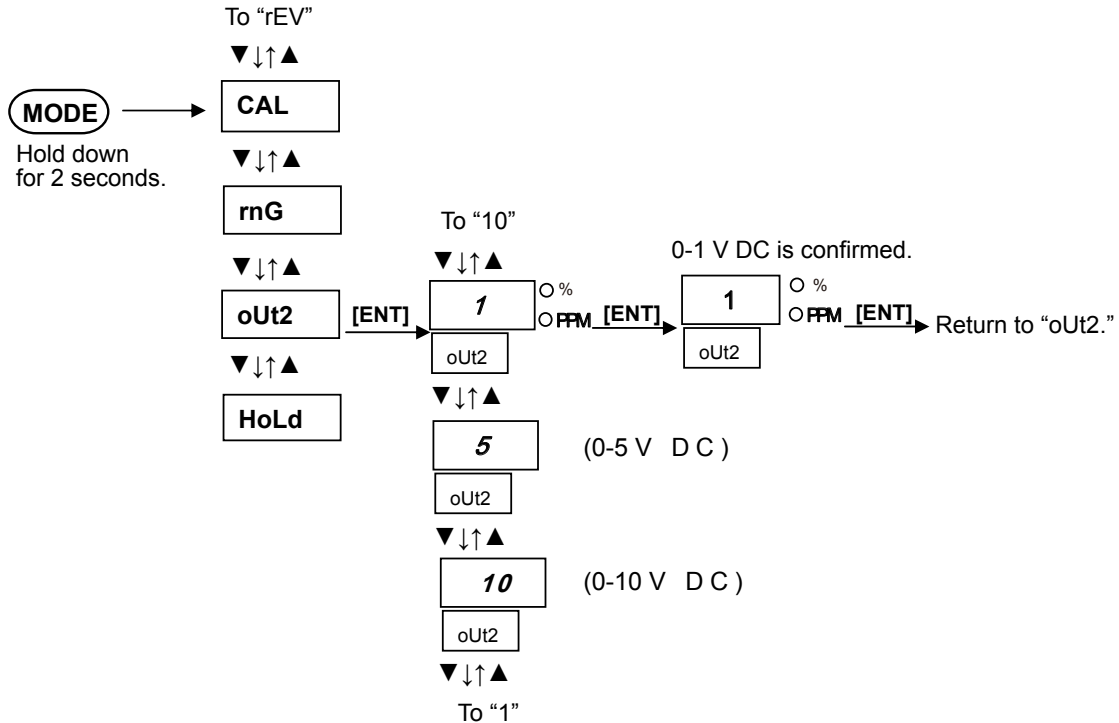 To “rEV”
▼↓↑▲
CAL
MODE
Hold down
for 2 seconds.
▼↓↑▲
rnG
To “10”
▼↓↑▲
▼↓↑▲
0-1 V DC is confirmed.
oUt2
[ENT]
1
%
PPM
oUt2
[ENT]
1
%
PPM
oUt2
[ENT]
Return to “oUt2.”
▼↓↑▲
HoLd
▼↓↑▲
5
(0-5 V D C )
oUt2
▼↓↑▲
10
(0-10 V D C )
oUt2
▼↓↑▲
To “1”